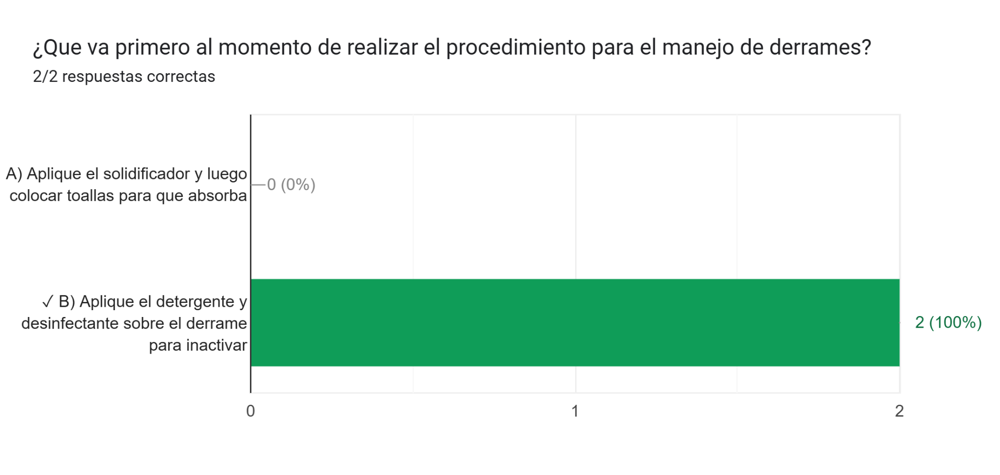 ¿Que va primero al momento de realizar el procedimiento para el manejo de derrames?
2/2 respuestas correctas
A) Aplique el solidificador y luego
colocar toallas para que absorba
0 (0%)
✓ B) Aplique el detergente y
desinfectante sobre el derrame
para inactivar
2 (100%)
0
1
2